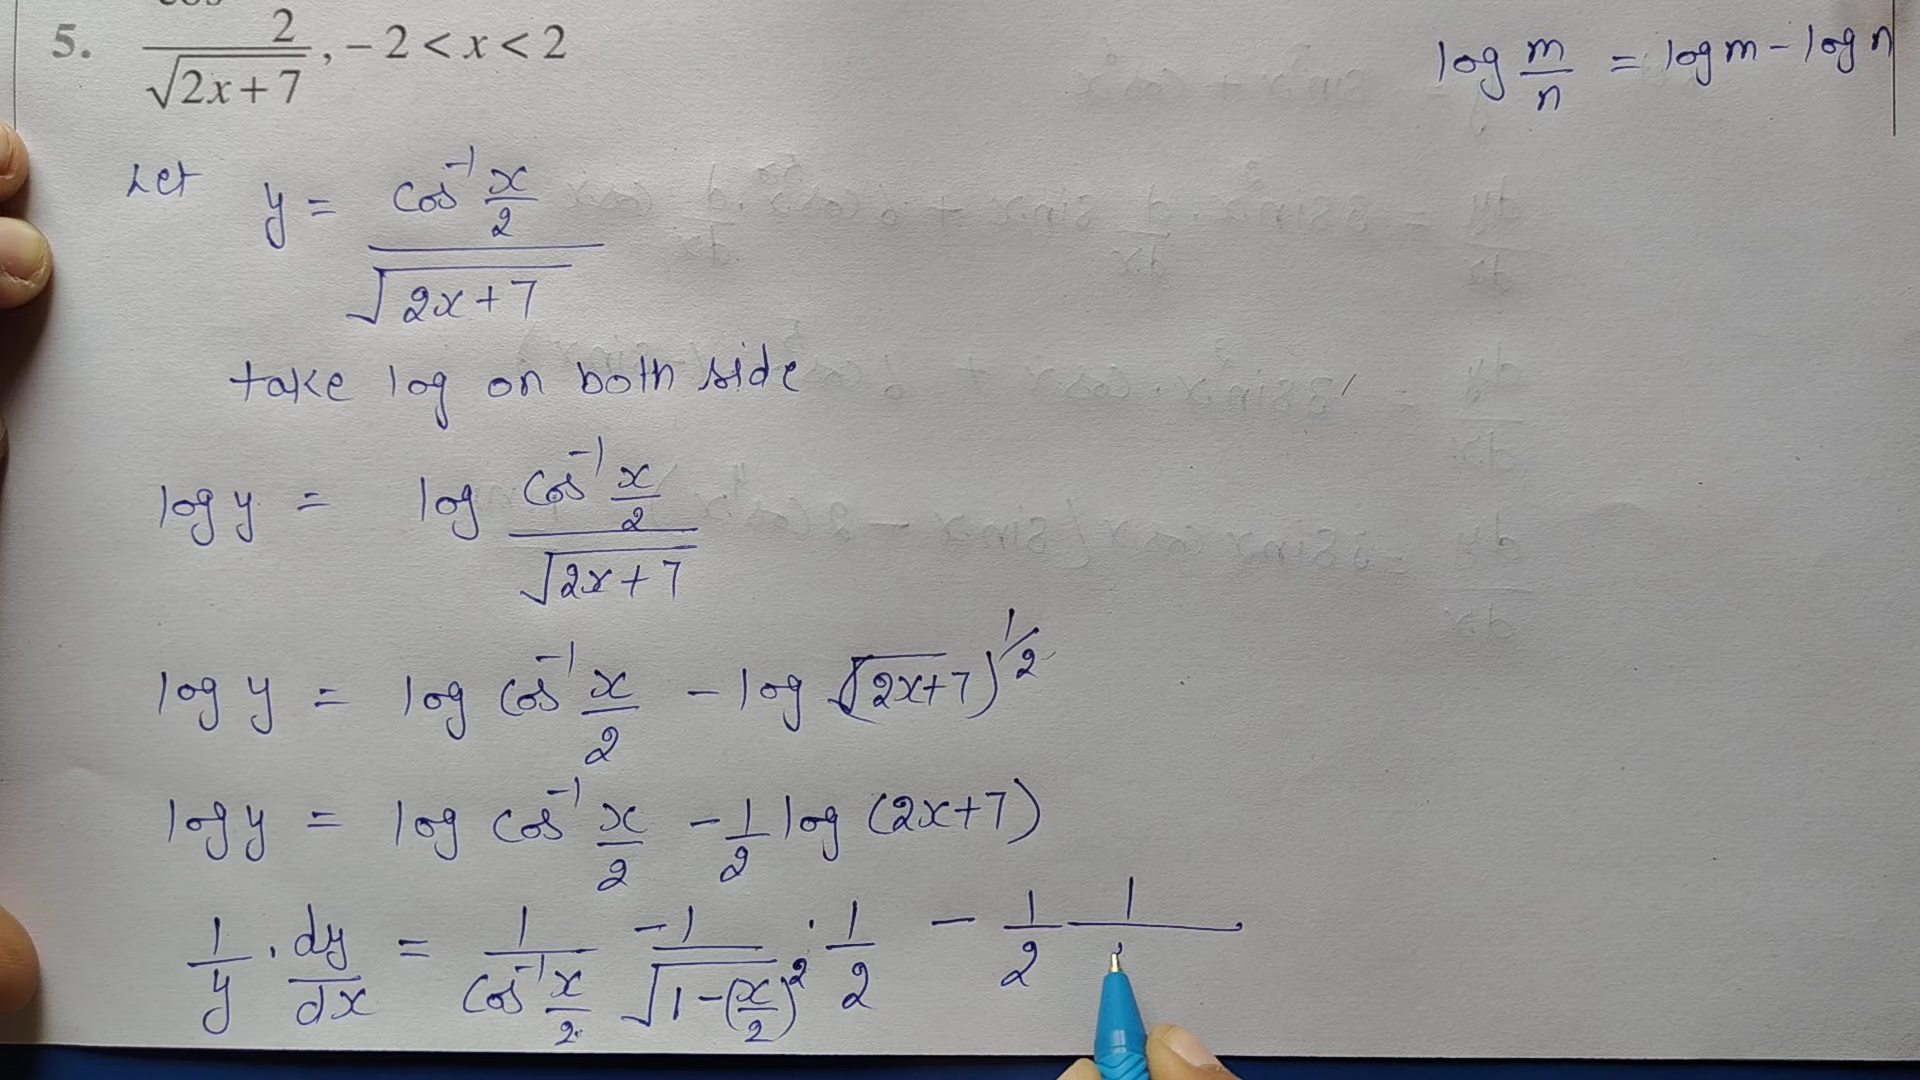 5. 2/√2x+7, −2<x<2
log m/n = log m − log n
Let y = cos⁻¹ x/2 / √2x+7
take log on both side
log y = log cos⁻¹ x/2 / √2x+7
log y = log cos⁻¹ x/2 − log √(2x+7)^1/2
log y = log cos⁻¹ x/2 − 1/2 log (2x+7)
1/y · dy/dx = 1/cos⁻¹ x/2 −1/√1−(x/2)² · 1/2 − 1/2 1/